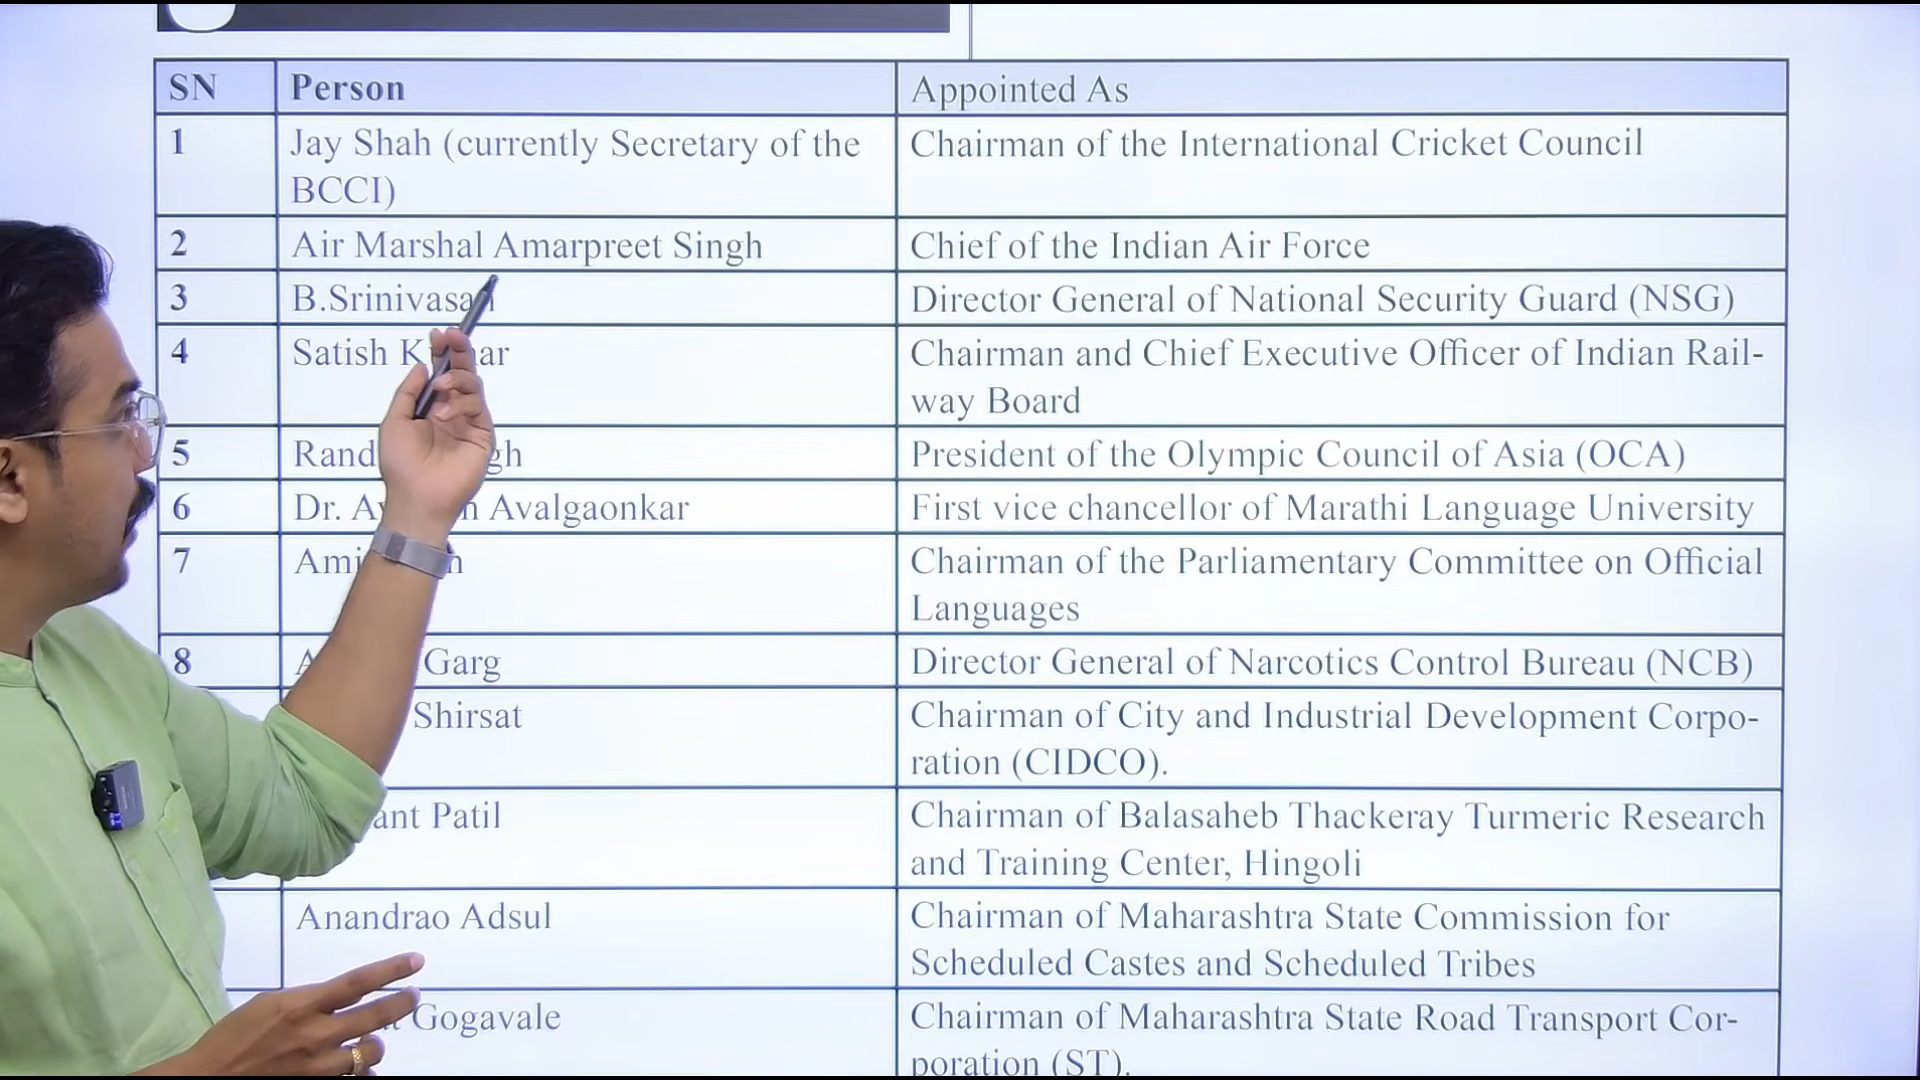 SN Person Appointed As
1 Jay Shah (currently Secretary of the Chairman of the International Cricket Council
BCCI)
2 Air Marshal Amarpreet Singh Chief of the Indian Air Force
3 B.Srinivasan Director General of National Security Guard (NSG)
4 Satish Chairman and Chief Executive Officer of Indian Rail-
way Board
5 President of the Olympic Council of Asia (OCA)
6 Dr. Avalgaonkar First vice chancellor of Marathi Language University
7 Chairman of the Parliamentary Committee on Official
Languages
8 Garg Director General of Narcotics Control Bureau (NCB)
Shirsat Chairman of City and Industrial Development Corpo-
ration (CIDCO).
Patil Chairman of Balasaheb Thackeray Turmeric Research
and Training Center, Hingoli
Anandrao Adsul Chairman of Maharashtra State Commission for
Scheduled Castes and Scheduled Tribes
Gogavale Chairman of Maharashtra State Road Transport Cor-
poration (ST).